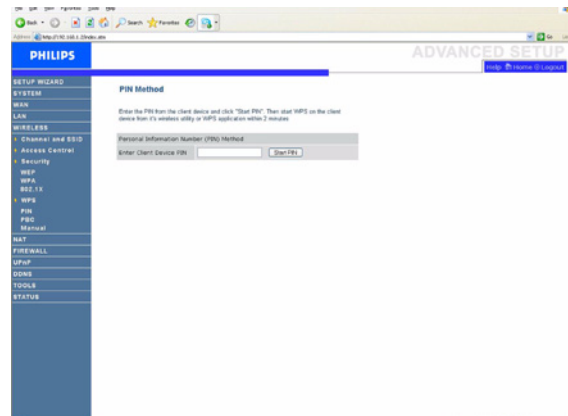 Back
Search Favorites
PHILIPS
ADVANCED SETUP
Help Home Logout
SETUP WIZARD
SYSTEM
WAN
LAN
WIRELESS
Channel and SSID
Access Control
Security
WEP
WPA
802.1X
WPS
PIN
PBC
Manual
NAT
FIREWALL
UPnP
DDNS
TOOLS
STATUS
PIN Method
Enter the PIN from the client device and click "Start PIN". Then start WPS on the client
device from it's wireless utility or WPS application within 2 minutes
Personal Information Number (PIN) Method
Enter Client Device PIN Start PIN